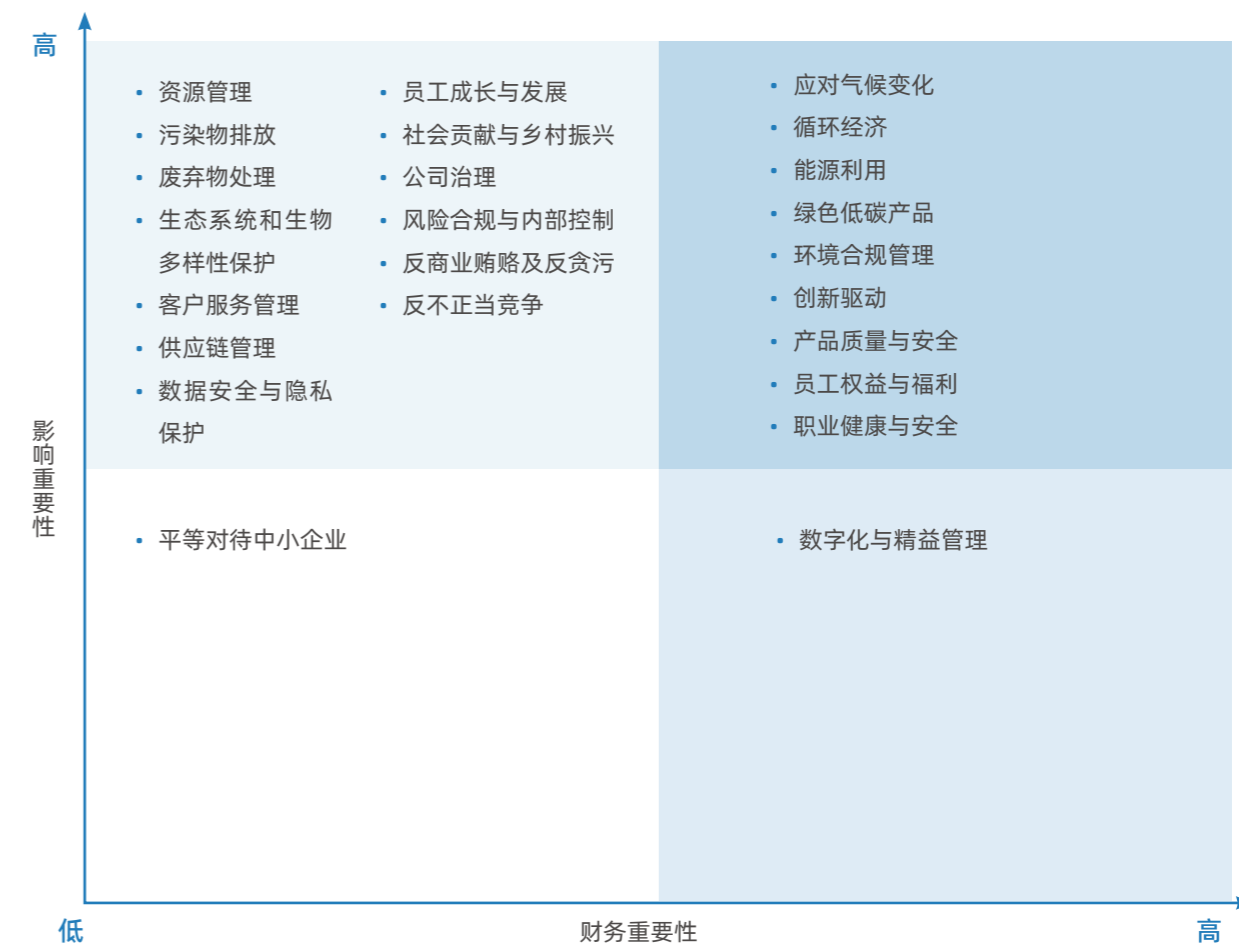 高
资源管理
污染物排放
废弃物处理
生态系统和生物
多样性保护
客户服务管理
供应链管理
数据安全与隐私
保护
员工成长与发展
社会贡献与乡村振兴
公司治理
风险合规与内部控制
反商业贿赂及反贪污
反不正当竞争
应对气候变化
循环经济
能源利用
绿色低碳产品
环境合规管理
创新驱动
产品质量与安全
员工权益与福利
职业健康与安全
影响重要性
平等对待中小企业
数字化与精益管理
低
财务重要性
高